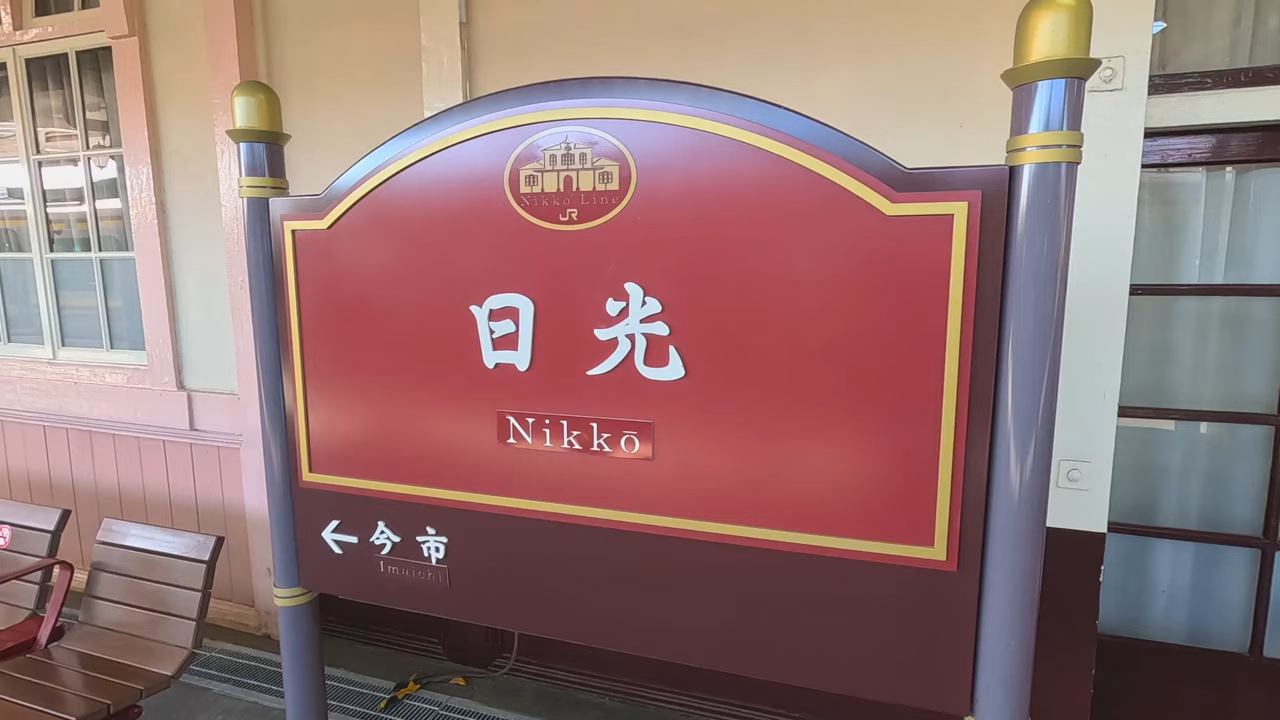 Nikko Line
JR
日光
Nikkō
←今市
Imaichi